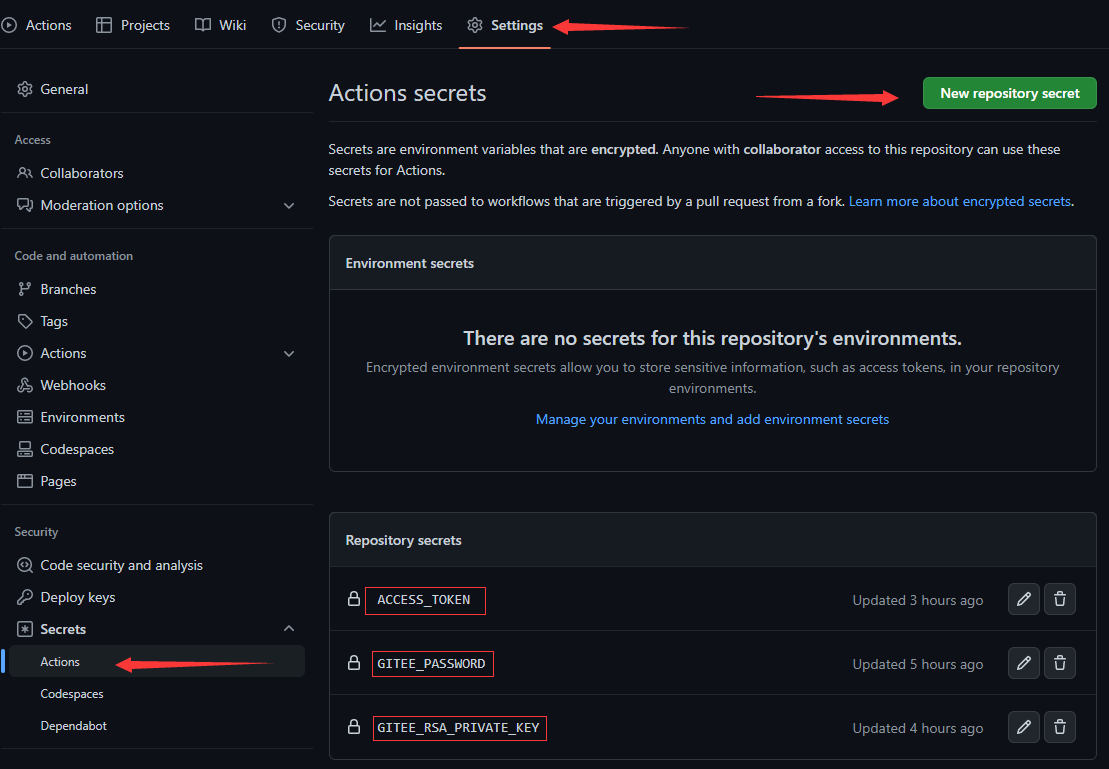 Actions Projects Wiki Security Insights Settings
General
Access
Collaborators
Moderation options
Code and automation
Branches
Tags
Actions
Webhooks
Environments
Codespaces
Pages
Security
Code security and analysis
Deploy keys
Secrets
Actions
Codespaces
Dependabot
Actions secrets
New repository secret
Secrets are environment variables that are encrypted. Anyone with collaborator access to this repository can use these
secrets for Actions.
Secrets are not passed to workflows that are triggered by a pull request from a fork. Learn more about encrypted secrets.
Environment secrets
There are no secrets for this repository's environments.
Encrypted environment secrets allow you to store sensitive information, such as access tokens, in your repository
environments.
Manage your environments and add environment secrets
Repository secrets
ACCESS_TOKEN Updated 3 hours ago
GITEE_PASSWORD Updated 5 hours ago
GITEE_RSA_PRIVATE_KEY Updated 4 hours ago